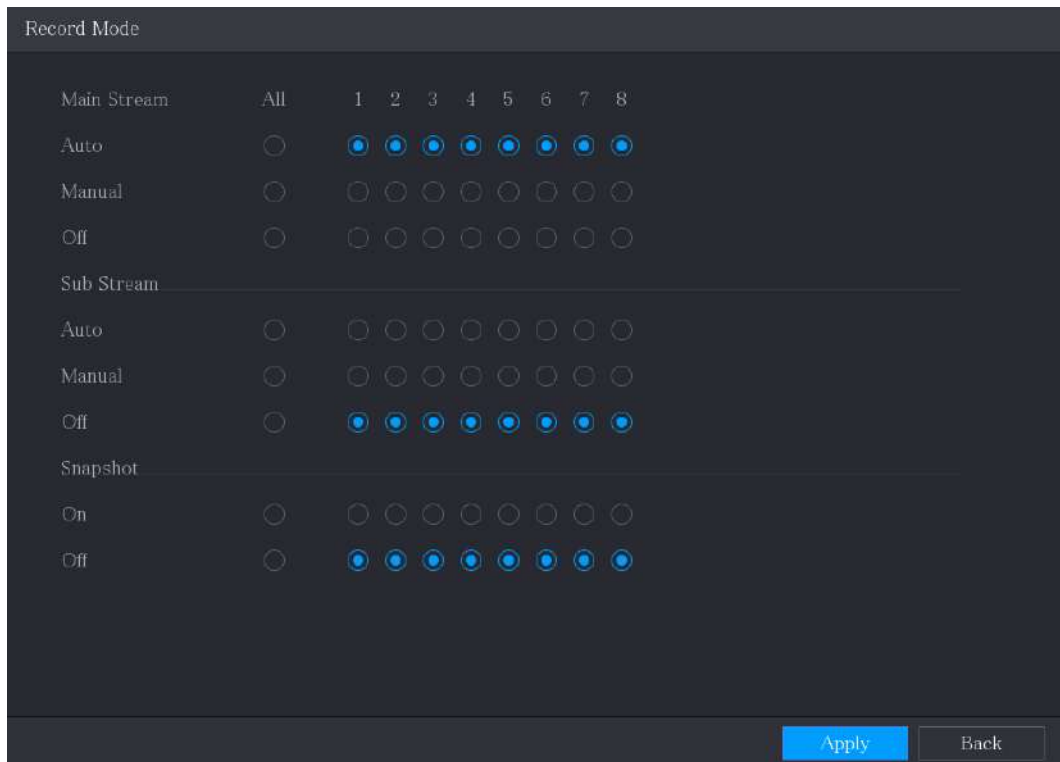 Record Mode
Main Stream All 1 2 3 4 5 6 7 8
Auto
Manual
Off
Sub Stream
Auto
Manual
Off
Snapshot
On
Off
Apply Back